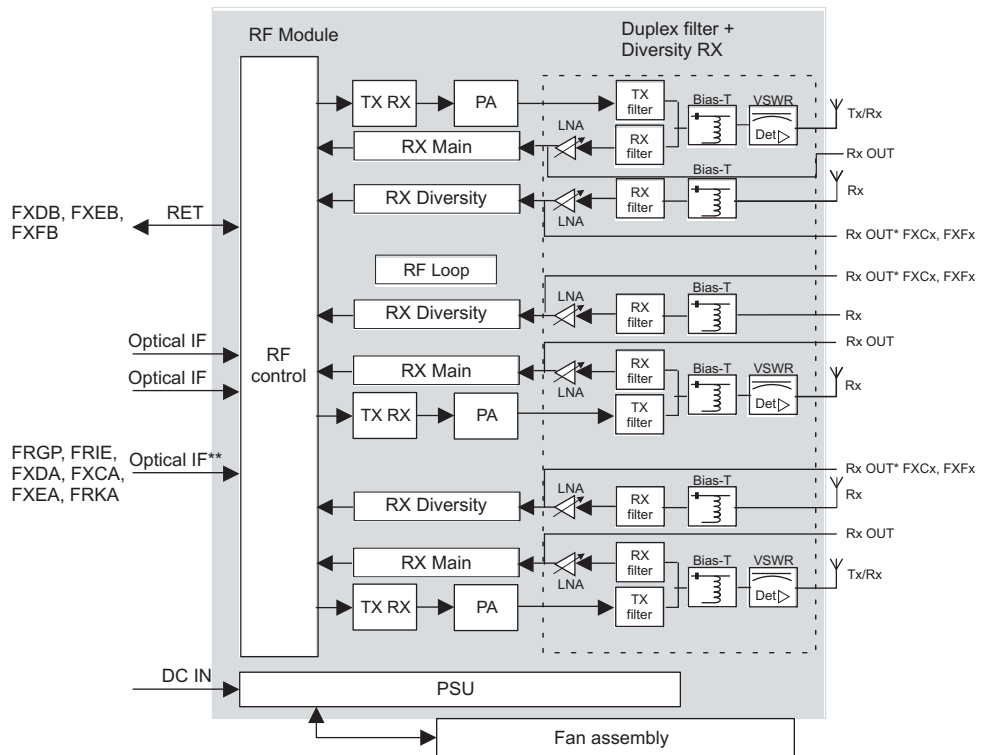 RF Module
Duplex filter +
Diversity RX
TX RX
PA
TX
filter
Bias-T
VSWR
Det
Tx/Rx
LNA
RX Main
RX
filter
Rx OUT
Bias-T
RX Diversity
LNA
RX
filter
Rx
FXDB, FXEB,
FXFB
RET
Rx OUT* FXCx, FXFx
RF Loop
Rx OUT* FXCx, FXFx
Bias-T
LNA
RX Diversity
RX
filter
Rx
Optical IF
Optical IF
RF
control
Rx OUT
RX Main
LNA
RX
filter
Bias-T
VSWR
Det
Rx
TX RX
PA
TX
filter
FRGP, FRIE,
FXDA, FXCA,
FXEA, FRKA
Optical IF**
Rx OUT* FXCx, FXFx
Bias-T
RX Diversity
LNA
RX
filter
Rx
Rx OUT
RX Main
LNA
RX
filter
Bias-T
VSWR
Det
Tx/Rx
TX RX
PA
TX
filter
DC IN
PSU
Fan assembly